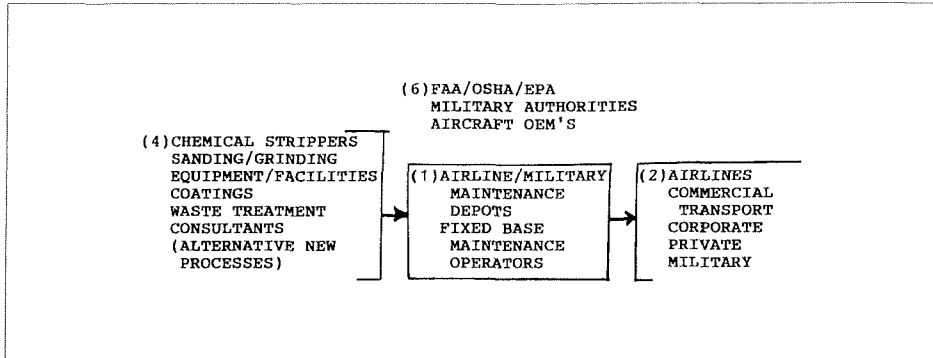 (6)FAA/OSHA/EPA
MILITARY AUTHORITIES
AIRCRAFT OEM'S
(4)CHEMICAL STRIPPERS
SANDING/GRINDING
EQUIPMENT/FACILITIES
COATINGS
WASTE TREATMENT
CONSULTANTS
(ALTERNATIVE NEW
PROCESSES)
(1)AIRLINE/MILITARY
MAINTENANCE
DEPOTS
FIXED BASE
MAINTENANCE
OPERATORS
(2)AIRLINES
COMMERCIAL
TRANSPORT
CORPORATE
PRIVATE
MILITARY